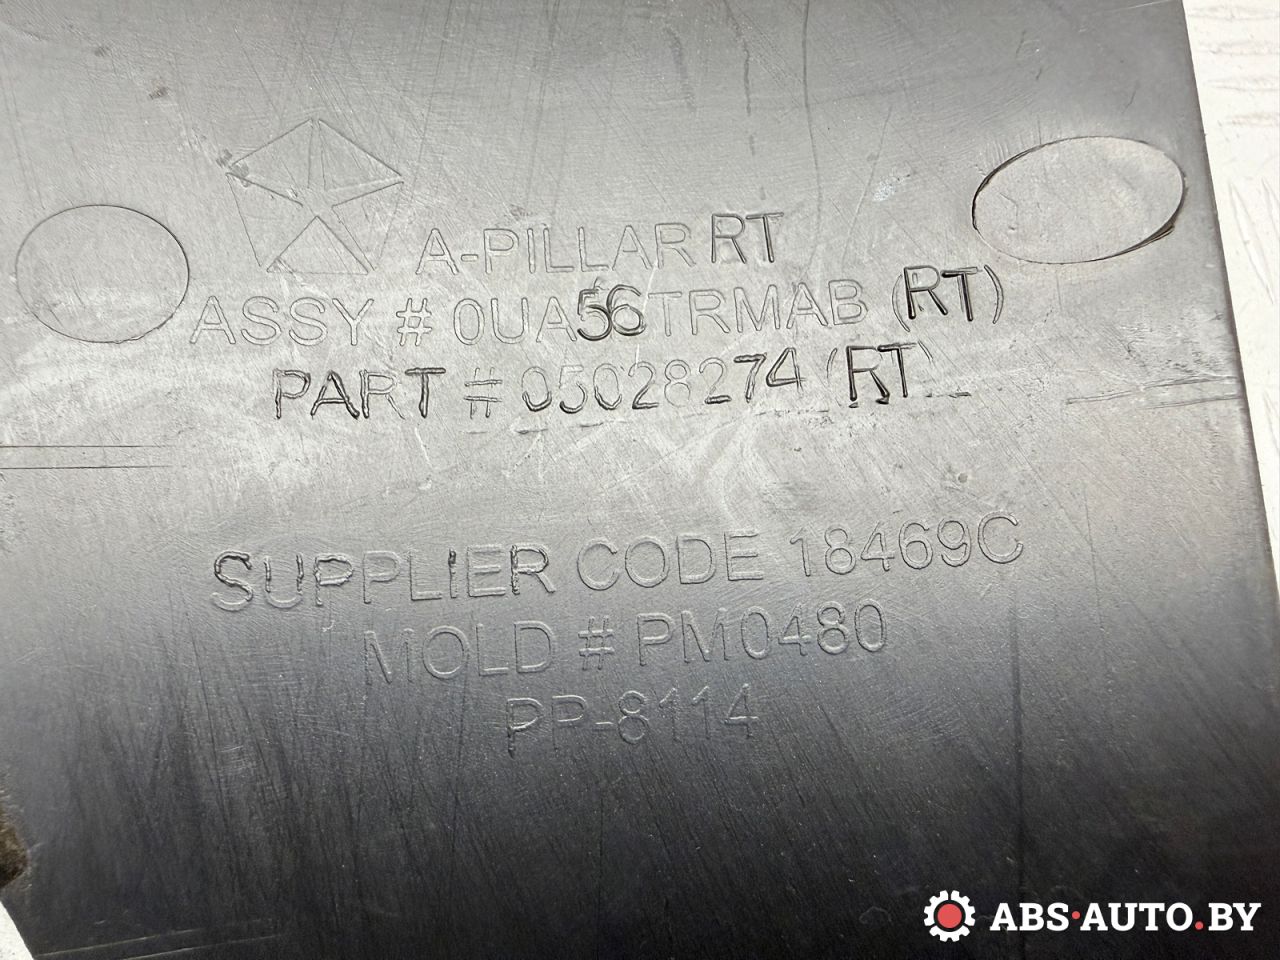 A-PILLAR RT
ASSY # 0UA56TRMAB (RT)
PART # 05028274 (RT)
SUPPLIER CODE 18469C
MOLD # PM0480
PP-8114
ABS·AUTO.BY